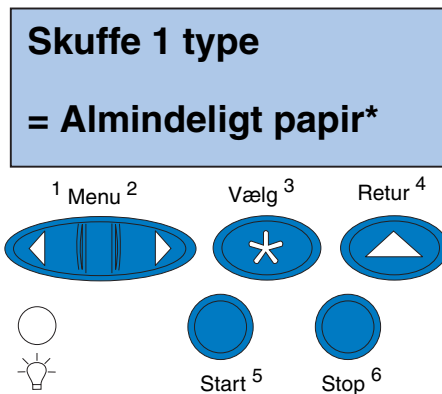 Skuffe 1 type
= Almindeligt papir*
1 Menu 2 Vælg 3 Retur 4
Start 5 Stop 6